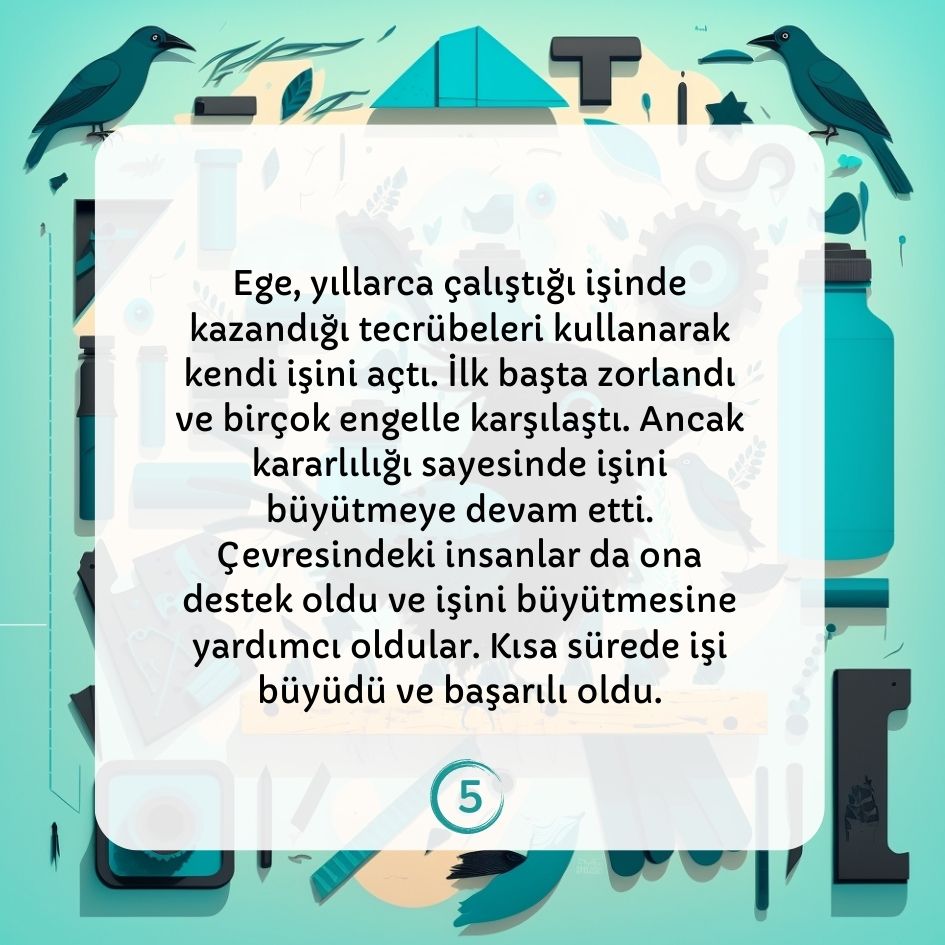 Ege, yıllarca çalıştığı işinde
kazandığı tecrübeleri kullanarak
kendi işini açtı. İlk başta zorlandı
ve birçok engelle karşılaştı. Ancak
kararlılığı sayesinde işini
büyütmeye devam etti.
Çevresindeki insanlar da ona
destek oldu ve işini büyütmesine
yardımcı oldular. Kısa sürede işi
büyüdü ve başarılı oldu.
5